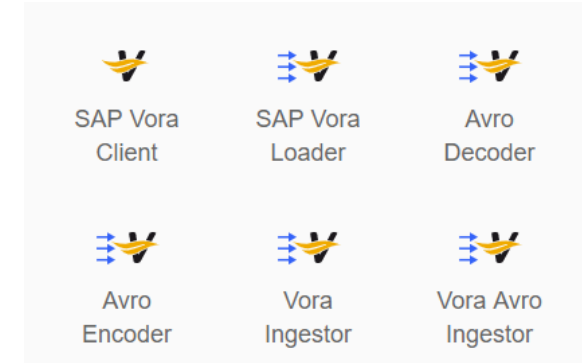 SAP Vora
Client
SAP Vora
Loader
Avro
Decoder
Avro
Encoder
Vora
Ingestor
Vora Avro
Ingestor